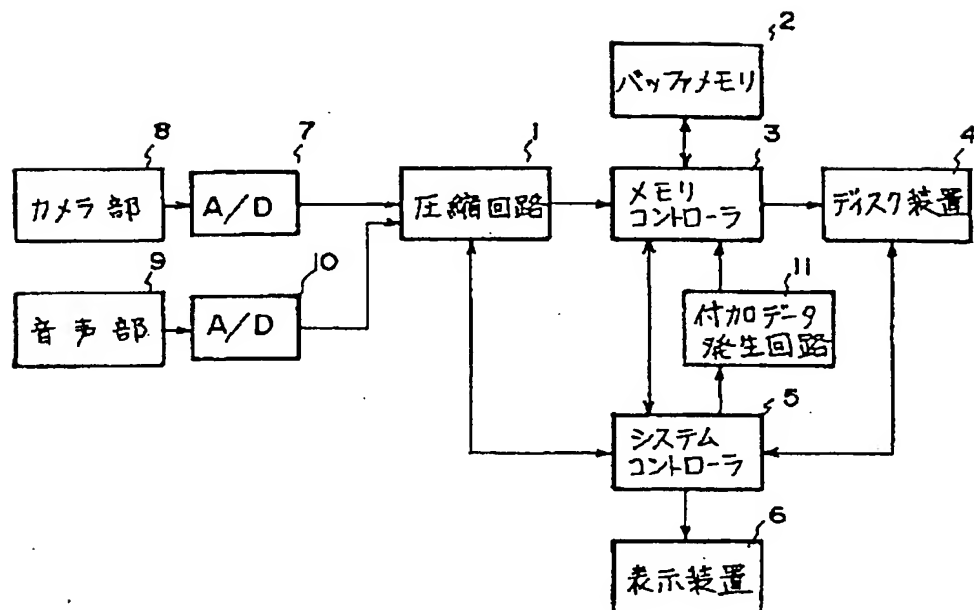 2
バッファメモリ
8
カメラ部
7
A/D
1
圧縮回路
3
メモリ
コントローラ
4
ディスク装置
9
音声部
10
A/D
11
付加データ
発生回路
5
システム
コントローラ
6
表示装置